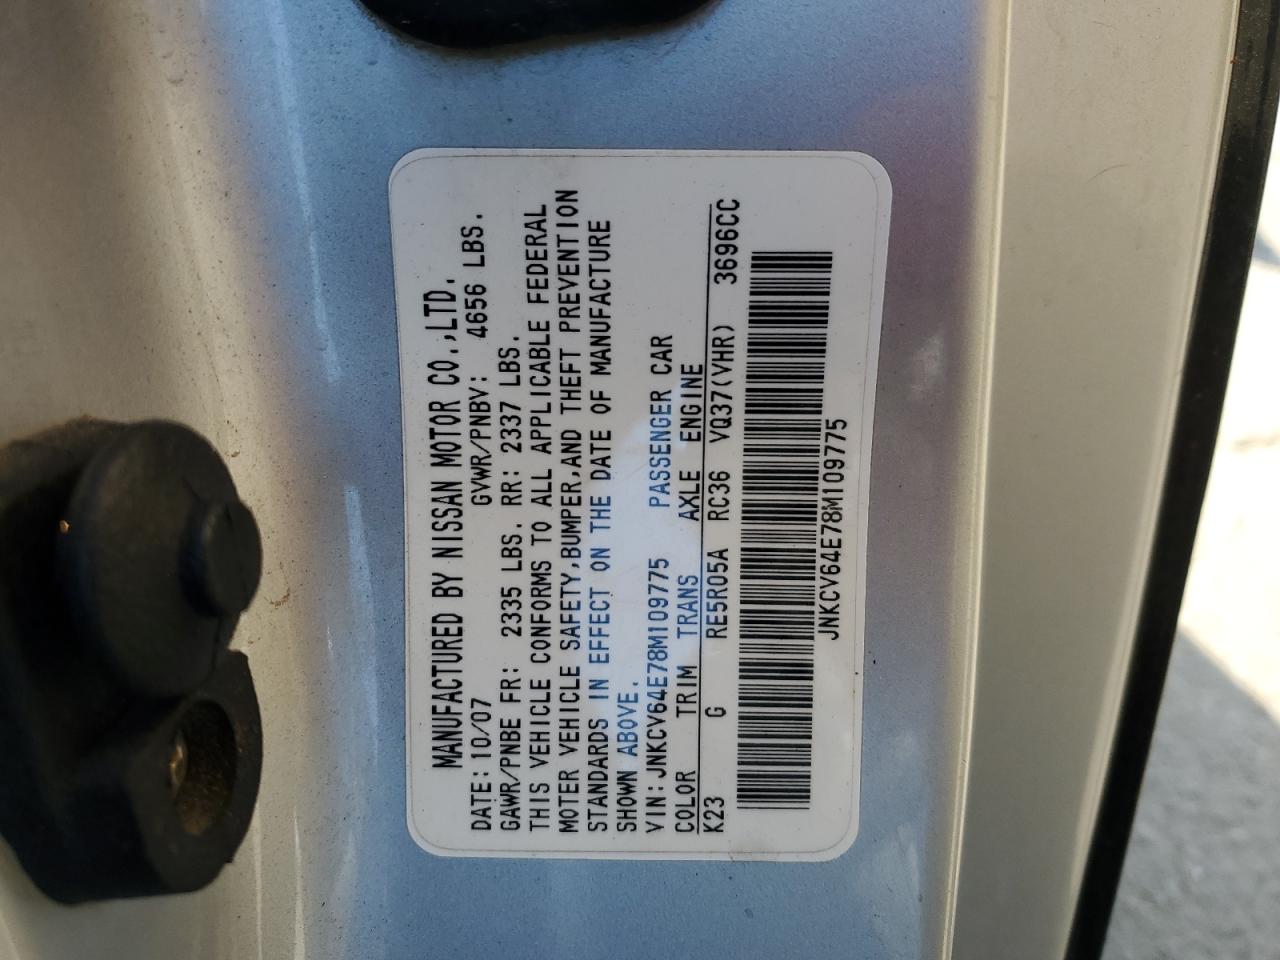 MANUFACTURED BY NISSAN MOTOR CO.,LTD.
DATE: 10/07 GVWR/PNBV: 4656 LBS.
GAWR/PNBE FR: 2335 LBS. RR: 2337 LBS.
THIS VEHICLE CONFORMS TO ALL APPLICABLE FEDERAL
MOTER VEHICLE SAFETY,BUMPER,AND THEFT PREVENTION
STANDARDS IN EFFECT ON THE DATE OF MANUFACTURE
SHOWN ABOVE.
VIN: JNKCV64E78M109775 PASSENGER CAR
COLOR TRIM TRANS AXLE ENGINE
K23 G RE5R05A RC36 VQ37(VHR) 3696CC
JNKCV64E78M109775